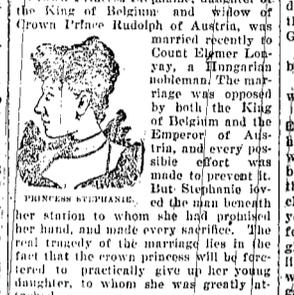 the King of Belgium and widow of
Crown Prince Rudolph of Austria, was
married recently to
Count Elemer Lon-
yay, a Hungarian
nobleman. The mar-
riage was opposed
by both the King
of Belgium and the
Emperor of Aus-
tria, and every pos-
sible effort was
made to prevent it.
But Stephanie lov-
ed the man beneath
PRINCESS STEPHANIE.
her station to whom she had promised
her hand, and made every sacrifice. The
real tragedy of the marriage lies in the
fact that the crown princess will be forc-
ed to practically give up her young
daughter, to whom she was greatly at-